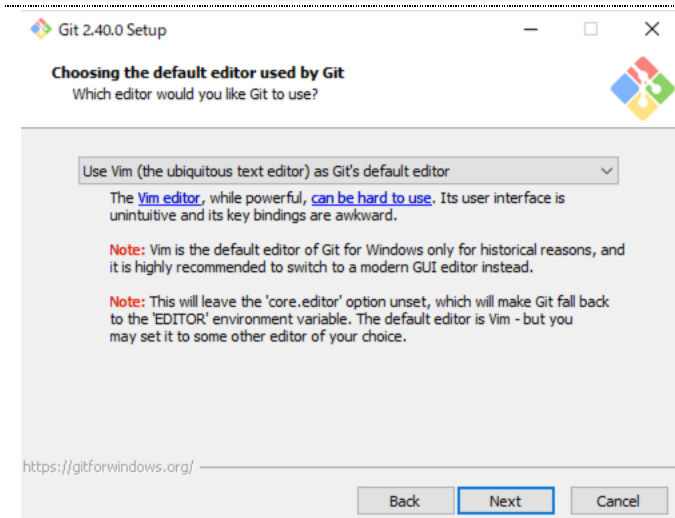 Git 2.40.0 Setup
Choosing the default editor used by Git
Which editor would you like Git to use?
Use Vim (the ubiquitous text editor) as Git's default editor
The Vim editor, while powerful, can be hard to use. Its user interface is
unintuitive and its key bindings are awkward.
Note: Vim is the default editor of Git for Windows only for historical reasons, and
it is highly recommended to switch to a modern GUI editor instead.
Note: This will leave the 'core.editor' option unset, which will make Git fall back
to the 'EDITOR' environment variable. The default editor is Vim - but you
may set it to some other editor of your choice.
https://gitforwindows.org/
Back Next Cancel